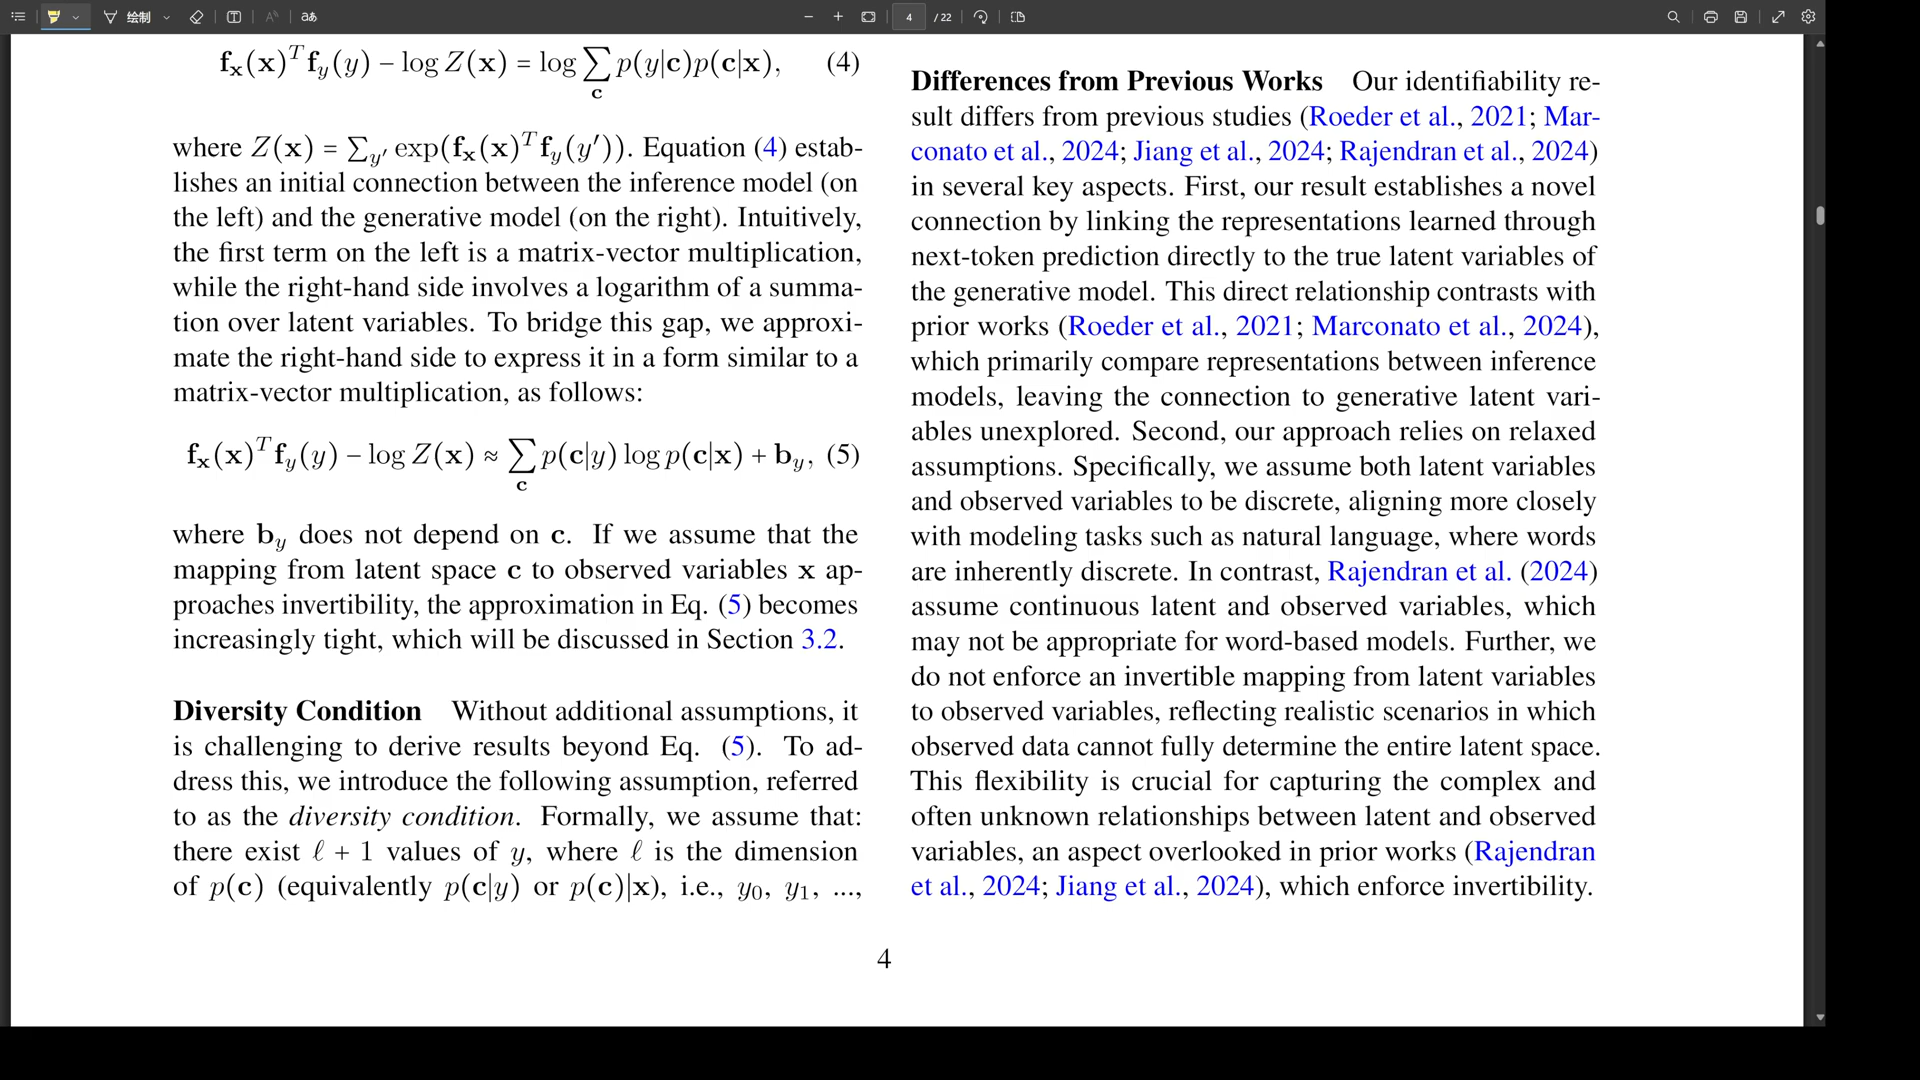 绘制
aあ
4 / 22
f_x(x)^T f_y(y) − log Z(x) = log ∑_c p(y|c)p(c|x), (4)
where Z(x) = ∑_{y′} exp(f_x(x)^T f_y(y′)). Equation (4) estab-
lishes an initial connection between the inference model (on
the left) and the generative model (on the right). Intuitively,
the first term on the left is a matrix-vector multiplication,
while the right-hand side involves a logarithm of a summa-
tion over latent variables. To bridge this gap, we approxi-
mate the right-hand side to express it in a form similar to a
matrix-vector multiplication, as follows:
f_x(x)^T f_y(y) − log Z(x) ≈ ∑_c p(c|y) log p(c|x) + b_y, (5)
where b_y does not depend on c. If we assume that the
mapping from latent space c to observed variables x ap-
proaches invertibility, the approximation in Eq. (5) becomes
increasingly tight, which will be discussed in Section 3.2.
Diversity Condition Without additional assumptions, it
is challenging to derive results beyond Eq. (5). To ad-
dress this, we introduce the following assumption, referred
to as the diversity condition. Formally, we assume that:
there exist ℓ + 1 values of y, where ℓ is the dimension
of p(c) (equivalently p(c|y) or p(c)|x), i.e., y_0, y_1, ...,
Differences from Previous Works Our identifiability re-
sult differs from previous studies (Roeder et al., 2021; Mar-
conato et al., 2024; Jiang et al., 2024; Rajendran et al., 2024)
in several key aspects. First, our result establishes a novel
connection by linking the representations learned through
next-token prediction directly to the true latent variables of
the generative model. This direct relationship contrasts with
prior works (Roeder et al., 2021; Marconato et al., 2024),
which primarily compare representations between inference
models, leaving the connection to generative latent vari-
ables unexplored. Second, our approach relies on relaxed
assumptions. Specifically, we assume both latent variables
and observed variables to be discrete, aligning more closely
with modeling tasks such as natural language, where words
are inherently discrete. In contrast, Rajendran et al. (2024)
assume continuous latent and observed variables, which
may not be appropriate for word-based models. Further, we
do not enforce an invertible mapping from latent variables
to observed variables, reflecting realistic scenarios in which
observed data cannot fully determine the entire latent space.
This flexibility is crucial for capturing the complex and
often unknown relationships between latent and observed
variables, an aspect overlooked in prior works (Rajendran
et al., 2024; Jiang et al., 2024), which enforce invertibility.
4